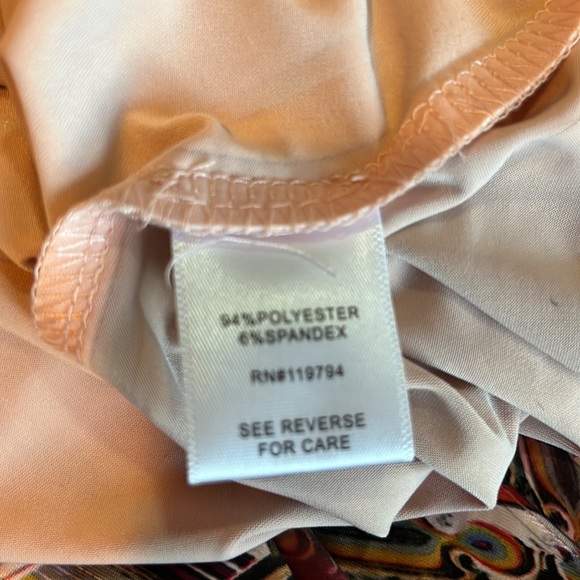 94%POLYESTER
6%SPANDEX
RN#119794
SEE REVERSE
FOR CARE